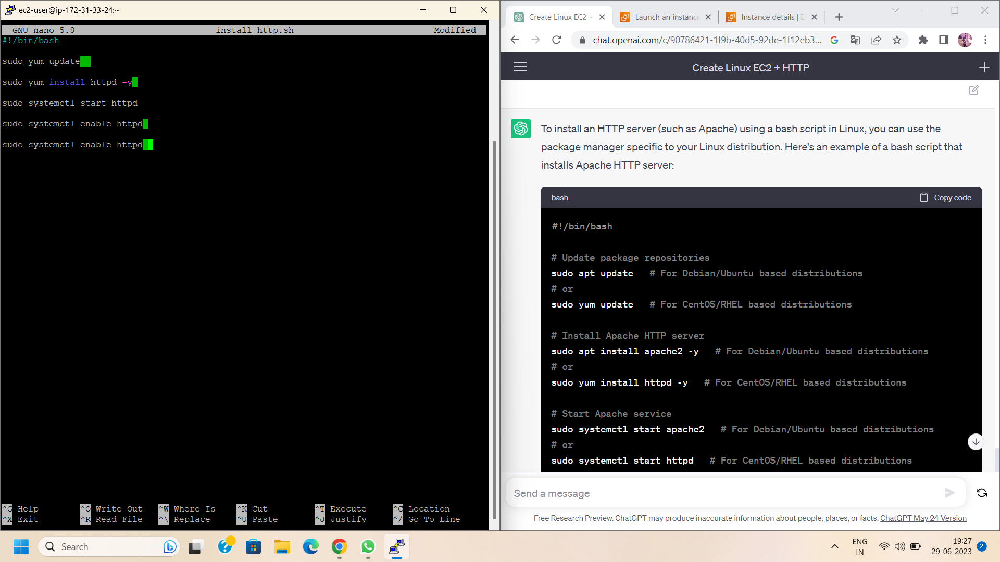 ec2-user@ip-172-31-33-24:~
GNU nano 5.8 install_http.sh Modified
#!/bin/bash
sudo yum update
sudo yum install httpd -y
sudo systemctl start httpd
sudo systemctl enable httpd
sudo systemctl enable httpd
^G Help ^O Write Out ^W Where Is ^K Cut ^T Execute ^C Location
^X Exit ^R Read File ^\ Replace ^U Paste ^J Justify ^/ Go To Line
Create Linux EC2 + Launch an instanc Instance details |
chat.openai.com/c/90786421-1f9b-40d5-92de-1f12eb3...
Create Linux EC2 + HTTP
To install an HTTP server (such as Apache) using a bash script in Linux, you can use the
package manager specific to your Linux distribution. Here's an example of a bash script that
installs Apache HTTP server:
bash Copy code
#!/bin/bash
# Update package repositories
sudo apt update # For Debian/Ubuntu based distributions
# or
sudo yum update # For CentOS/RHEL based distributions
# Install Apache HTTP server
sudo apt install apache2 -y # For Debian/Ubuntu based distributions
# or
sudo yum install httpd -y # For CentOS/RHEL based distributions
# Start Apache service
sudo systemctl start apache2 # For Debian/Ubuntu based distributions
# or
sudo systemctl start httpd # For CentOS/RHEL based distributions
Send a message
Free Research Preview. ChatGPT may produce inaccurate information about people, places, or facts. ChatGPT May 24 Version
Search
ENG
IN
19:27
29-06-2023
2